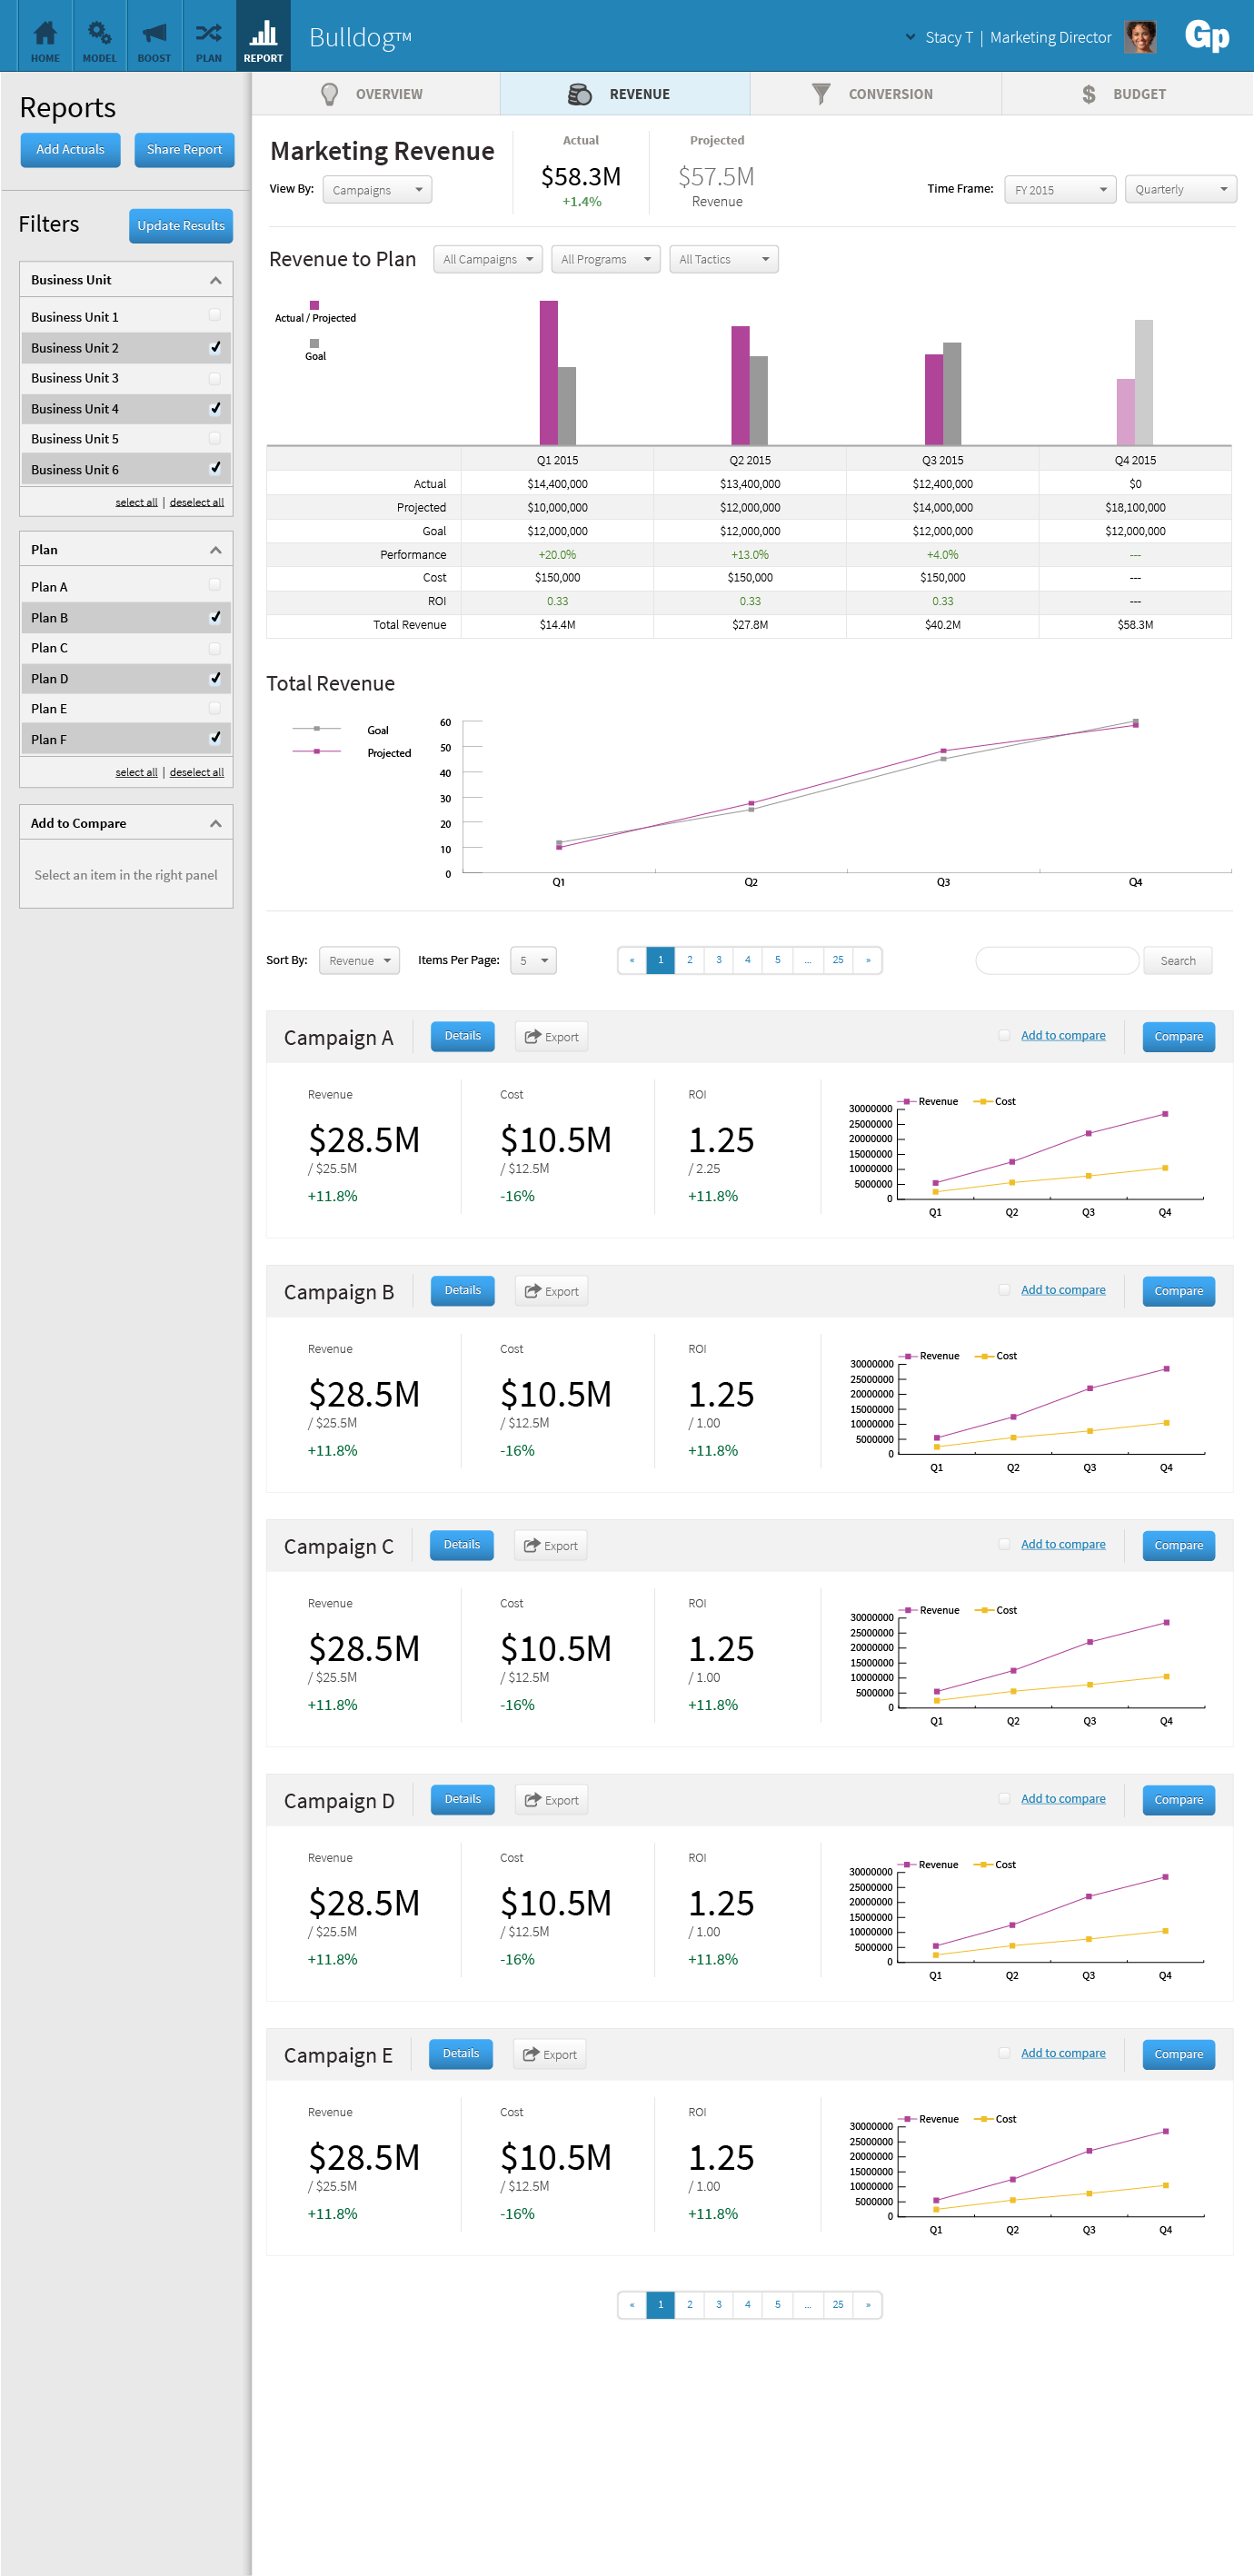 HOME MODEL BOOST PLAN REPORT
Bulldog™
Stacy T | Marketing Director
Gp
Reports
Add Actuals Share Report
Filters Update Results
Business Unit
Business Unit 1
Business Unit 2
Business Unit 3
Business Unit 4
Business Unit 5
Business Unit 6
select all | deselect all
Plan
Plan A
Plan B
Plan C
Plan D
Plan E
Plan F
select all | deselect all
Add to Compare
Select an item in the right panel
OVERVIEW REVENUE CONVERSION $ BUDGET
Marketing Revenue
View By: Campaigns
Actual
$58.3M
+1.4%
Projected
$57.5M
Revenue
Time Frame: FY 2015 Quarterly
Revenue to Plan All Campaigns All Programs All Tactics
Actual / Projected
Goal
Q1 2015 Q2 2015 Q3 2015 Q4 2015
Actual $14,400,000 $13,400,000 $12,400,000 $0
Projected $10,000,000 $12,000,000 $14,000,000 $18,100,000
Goal $12,000,000 $12,000,000 $12,000,000 $12,000,000
Performance +20.0% +13.0% +4.0% ---
Cost $150,000 $150,000 $150,000 ---
ROI 0.33 0.33 0.33 ---
Total Revenue $14.4M $27.8M $40.2M $58.3M
Total Revenue
Goal
Projected
60
50
40
30
20
10
0
Q1 Q2 Q3 Q4
Sort By: Revenue Items Per Page: 5 « 1 2 3 4 5 ... 25 » Search
Campaign A Details Export Add to compare Compare
Revenue Cost ROI
$28.5M $10.5M 1.25
/ $25.5M / $12.5M / 2.25
+11.8% -16% +11.8%
Revenue Cost
30000000
25000000
20000000
15000000
10000000
5000000
0
Q1 Q2 Q3 Q4
Campaign B Details Export Add to compare Compare
Revenue Cost ROI
$28.5M $10.5M 1.25
/ $25.5M / $12.5M / 1.00
+11.8% -16% +11.8%
Revenue Cost
30000000
25000000
20000000
15000000
10000000
5000000
0
Q1 Q2 Q3 Q4
Campaign C Details Export Add to compare Compare
Revenue Cost ROI
$28.5M $10.5M 1.25
/ $25.5M / $12.5M / 1.00
+11.8% -16% +11.8%
Revenue Cost
30000000
25000000
20000000
15000000
10000000
5000000
0
Q1 Q2 Q3 Q4
Campaign D Details Export Add to compare Compare
Revenue Cost ROI
$28.5M $10.5M 1.25
/ $25.5M / $12.5M / 1.00
+11.8% -16% +11.8%
Revenue Cost
30000000
25000000
20000000
15000000
10000000
5000000
0
Q1 Q2 Q3 Q4
Campaign E Details Export Add to compare Compare
Revenue Cost ROI
$28.5M $10.5M 1.25
/ $25.5M / $12.5M / 1.00
+11.8% -16% +11.8%
Revenue Cost
30000000
25000000
20000000
15000000
10000000
5000000
0
Q1 Q2 Q3 Q4
« 1 2 3 4 5 ... 25 »